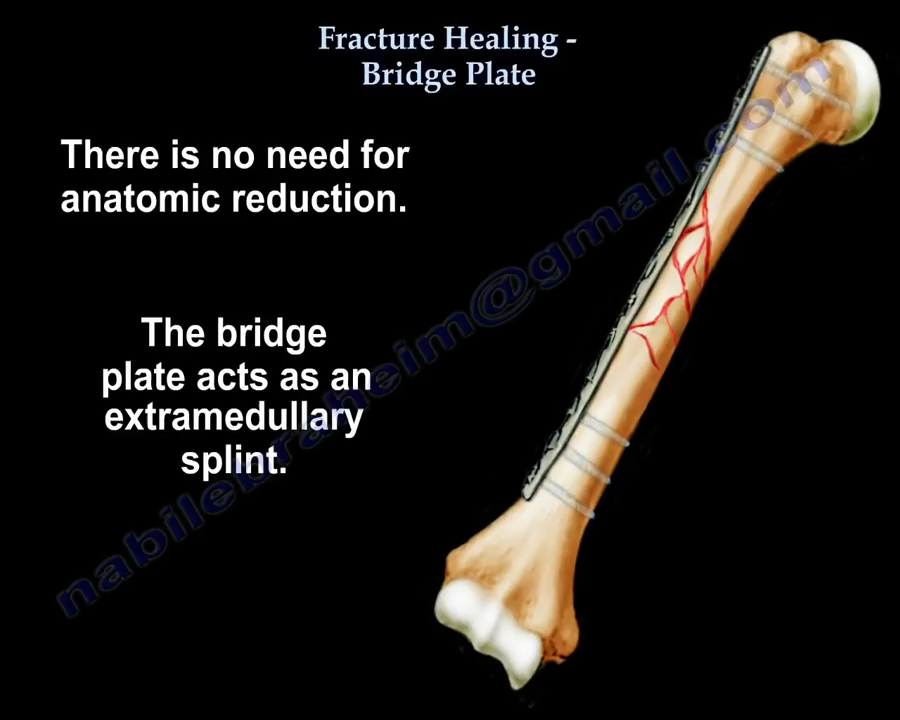 Fracture Healing -
Bridge Plate
There is no need for
anatomic reduction.
The bridge
plate acts as an
extramedullary
splint.
nabilebraheim@gmail.com